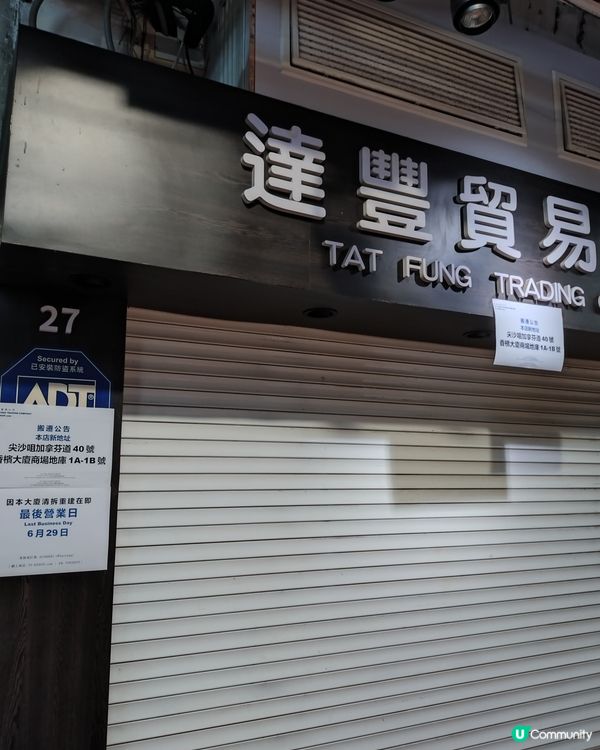 達豐貿易
TAT FUNG TRADING
搬遷公告
本店新地址
尖沙咀加拿芬道 40 號
香檳大廈商場地庫 1A-1B 號
27
Secured by
已安裝防盜系統
ADT
搬遷公告
本店新地址
尖沙咀加拿芬道 40 號
香檳大廈商場地庫 1A-1B 號
因本大廈清拆重建在即
最後營業日
Last Business Day
6 月 29 日
U Community